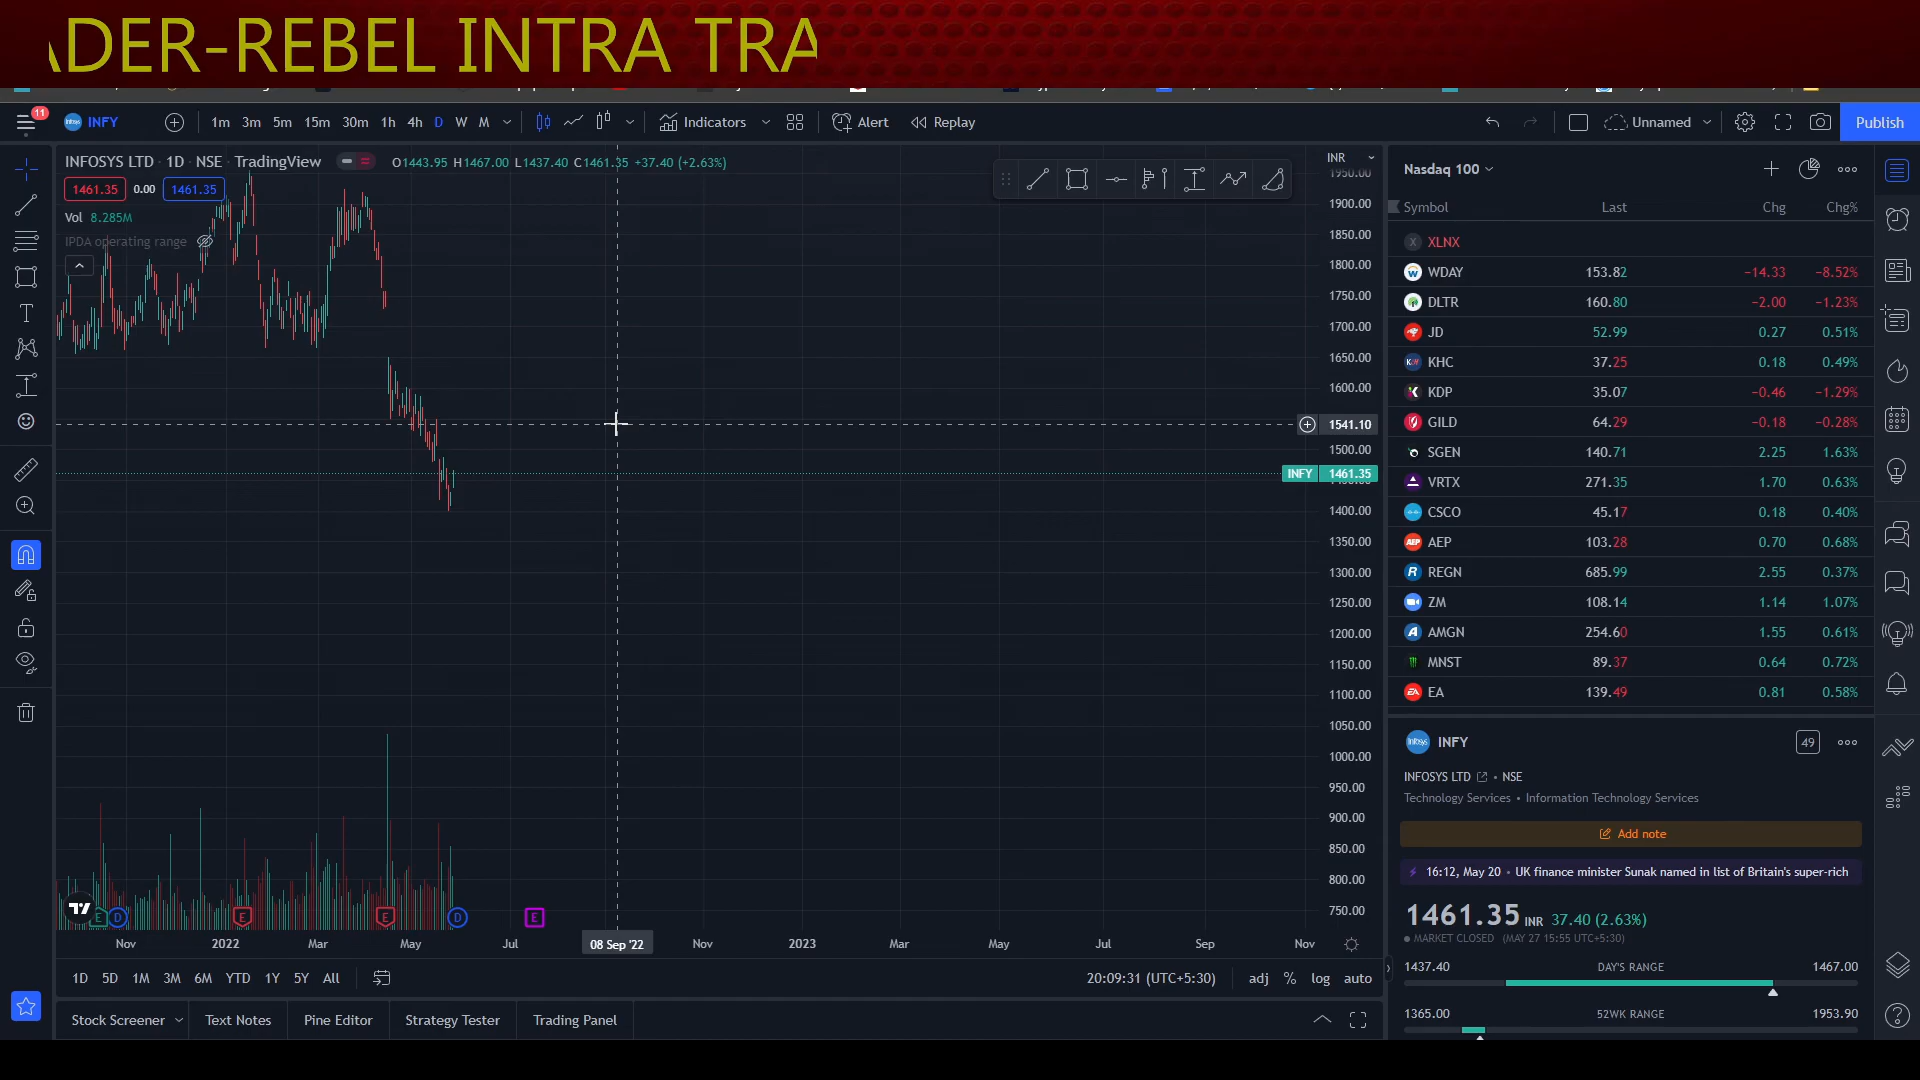 ADER-REBEL INTRA TRA
11
INFY
1m 3m 5m 15m 30m 1h 4h D W M
Indicators
Alert
Replay
Unnamed
Publish
INFOSYS LTD · 1D · NSE · TradingView
O1443.95 H1467.00 L1437.40 C1461.35 +37.40 (+2.63%)
1461.35 0.00 1461.35
Vol 8.285M
IPDA operating range
INR
1950.00
1900.00
1850.00
1800.00
1750.00
1700.00
1650.00
1600.00
1541.10
1500.00
INFY 1461.35
1400.00
1350.00
1300.00
1250.00
1200.00
1150.00
1100.00
1050.00
1000.00
950.00
900.00
850.00
800.00
750.00
E D E E D E
Nov 2022 Mar May Jul 08 Sep '22 Nov 2023 Mar May Jul Sep Nov
1D 5D 1M 3M 6M YTD 1Y 5Y All
20:09:31 (UTC+5:30) adj % log auto
Stock Screener Text Notes Pine Editor Strategy Tester Trading Panel
Nasdaq 100
Symbol Last Chg Chg%
X XLNX
WDAY 153.82 −14.33 −8.52%
DLTR 160.80 −2.00 −1.23%
JD 52.99 0.27 0.51%
KHC 37.25 0.18 0.49%
KDP 35.07 −0.46 −1.29%
GILD 64.29 −0.18 −0.28%
SGEN 140.71 2.25 1.63%
VRTX 271.35 1.70 0.63%
CSCO 45.17 0.18 0.40%
AEP 103.28 0.70 0.68%
REGN 685.99 2.55 0.37%
ZM 108.14 1.14 1.07%
AMGN 254.60 1.55 0.61%
MNST 89.37 0.64 0.72%
EA 139.49 0.81 0.58%
INFY 49
INFOSYS LTD • NSE
Technology Services • Information Technology Services
Add note
16:12, May 20 • UK finance minister Sunak named in list of Britain's super-rich
1461.35 INR 37.40 (2.63%)
MARKET CLOSED (MAY 27 15:55 UTC+5:30)
1437.40 DAY'S RANGE 1467.00
1365.00 52WK RANGE 1953.90